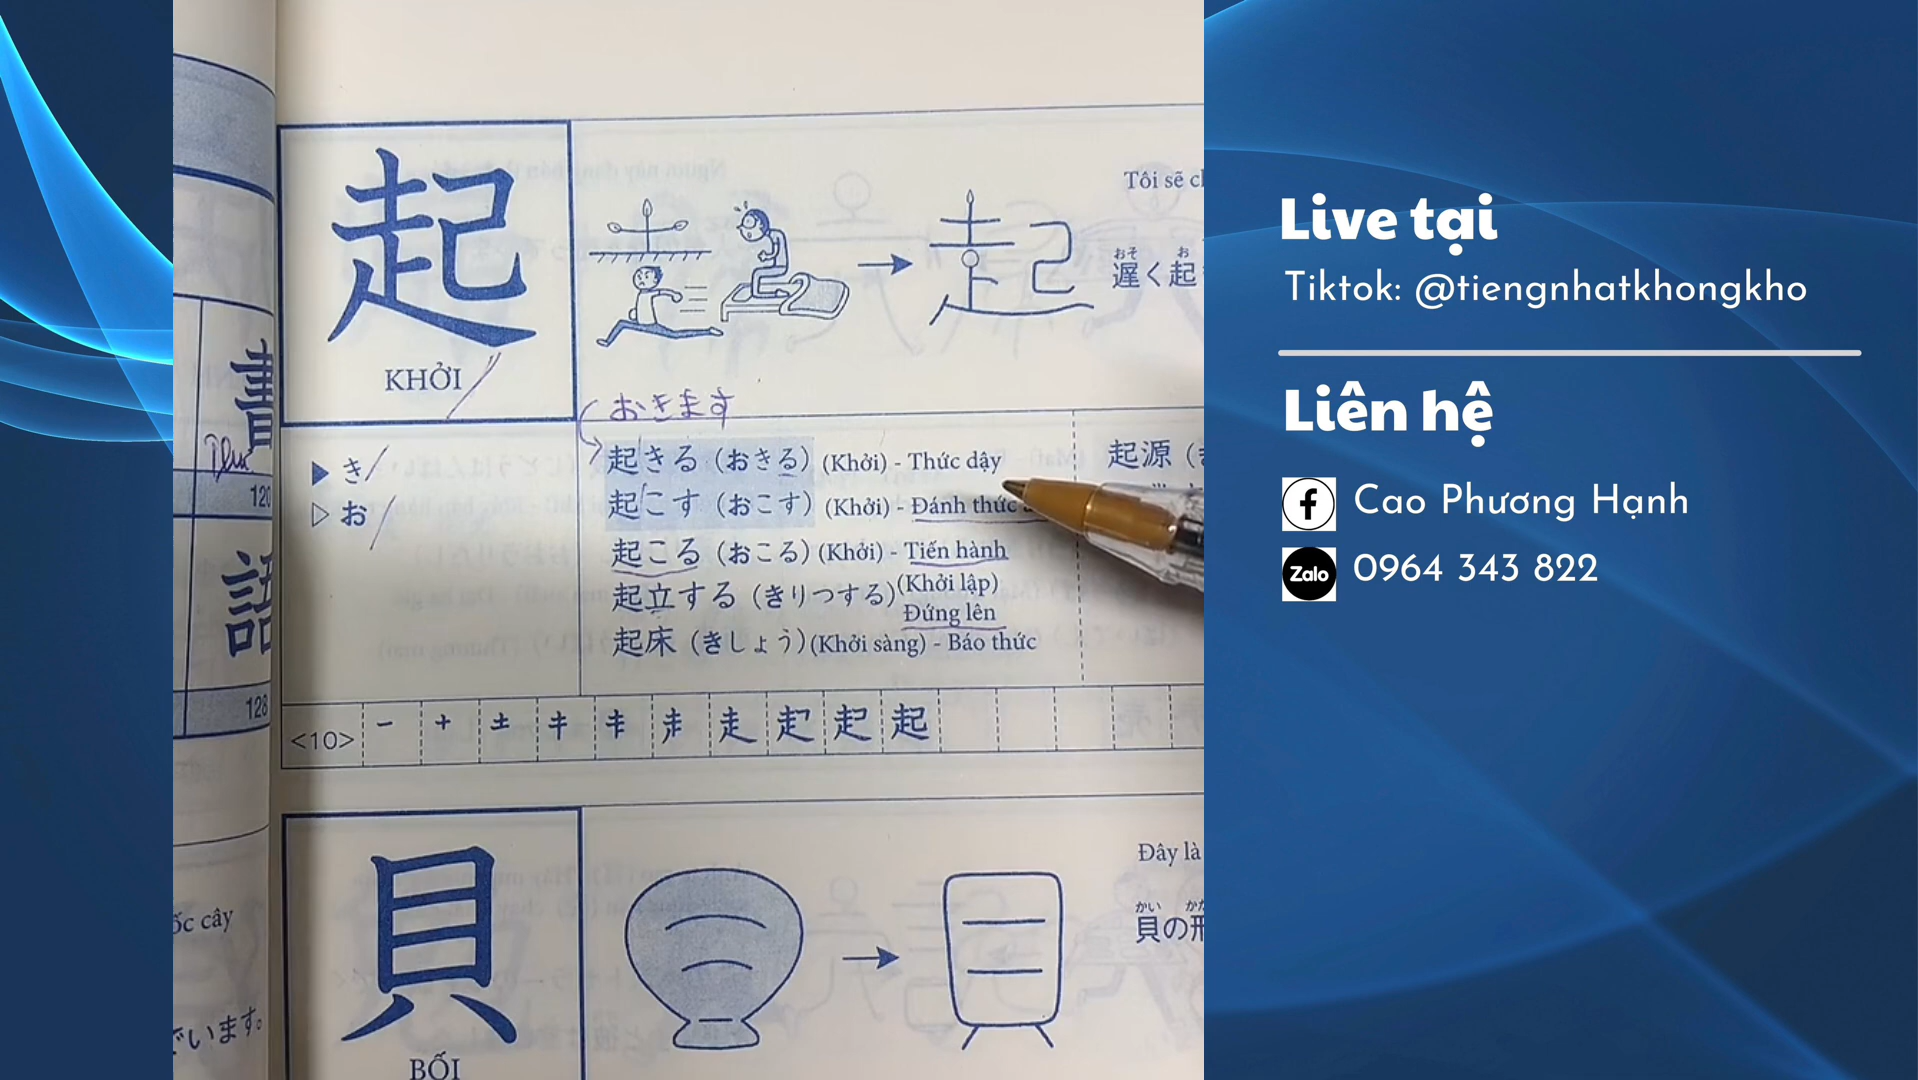 起
KHỞI
Tôi sẽ
おそ お
遅く起
おきます
き
お
起きる (おきる) (Khởi) - Thức dậy
起こす (おこす) (Khởi) - Đánh thức
起こる (おこる) (Khởi) - Tiến hành
起立する (きりつする) (Khởi lập)
Đứng lên
起床 (きしょう) (Khởi sàng) - Báo thức
起源 (
<10> 一 十 土 走 起 起
書
Thư
120
語
128
ốc cây
でいます。
貝
BỐI
Đây là
かい
貝の形
Live tại
Tiktok: @tiengnhatkhongkho
Liên hệ
f Cao Phương Hạnh
Zalo 0964 343 822